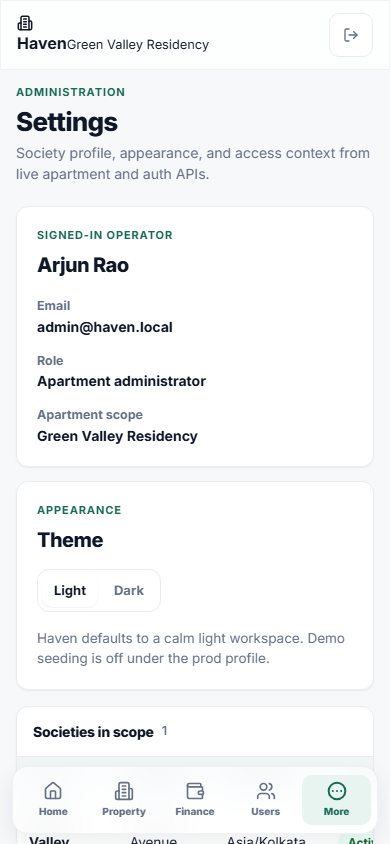 HavenGreen Valley Residency
ADMINISTRATION
Settings
Society profile, appearance, and access context from
live apartment and auth APIs.
SIGNED-IN OPERATOR
Arjun Rao
Email
admin@haven.local
Role
Apartment administrator
Apartment scope
Green Valley Residency
APPEARANCE
Theme
Light Dark
Haven defaults to a calm light workspace. Demo
seeding is off under the prod profile.
Societies in scope 1
Home Property Finance Users More
Valley Avenue Asia/Kolkata